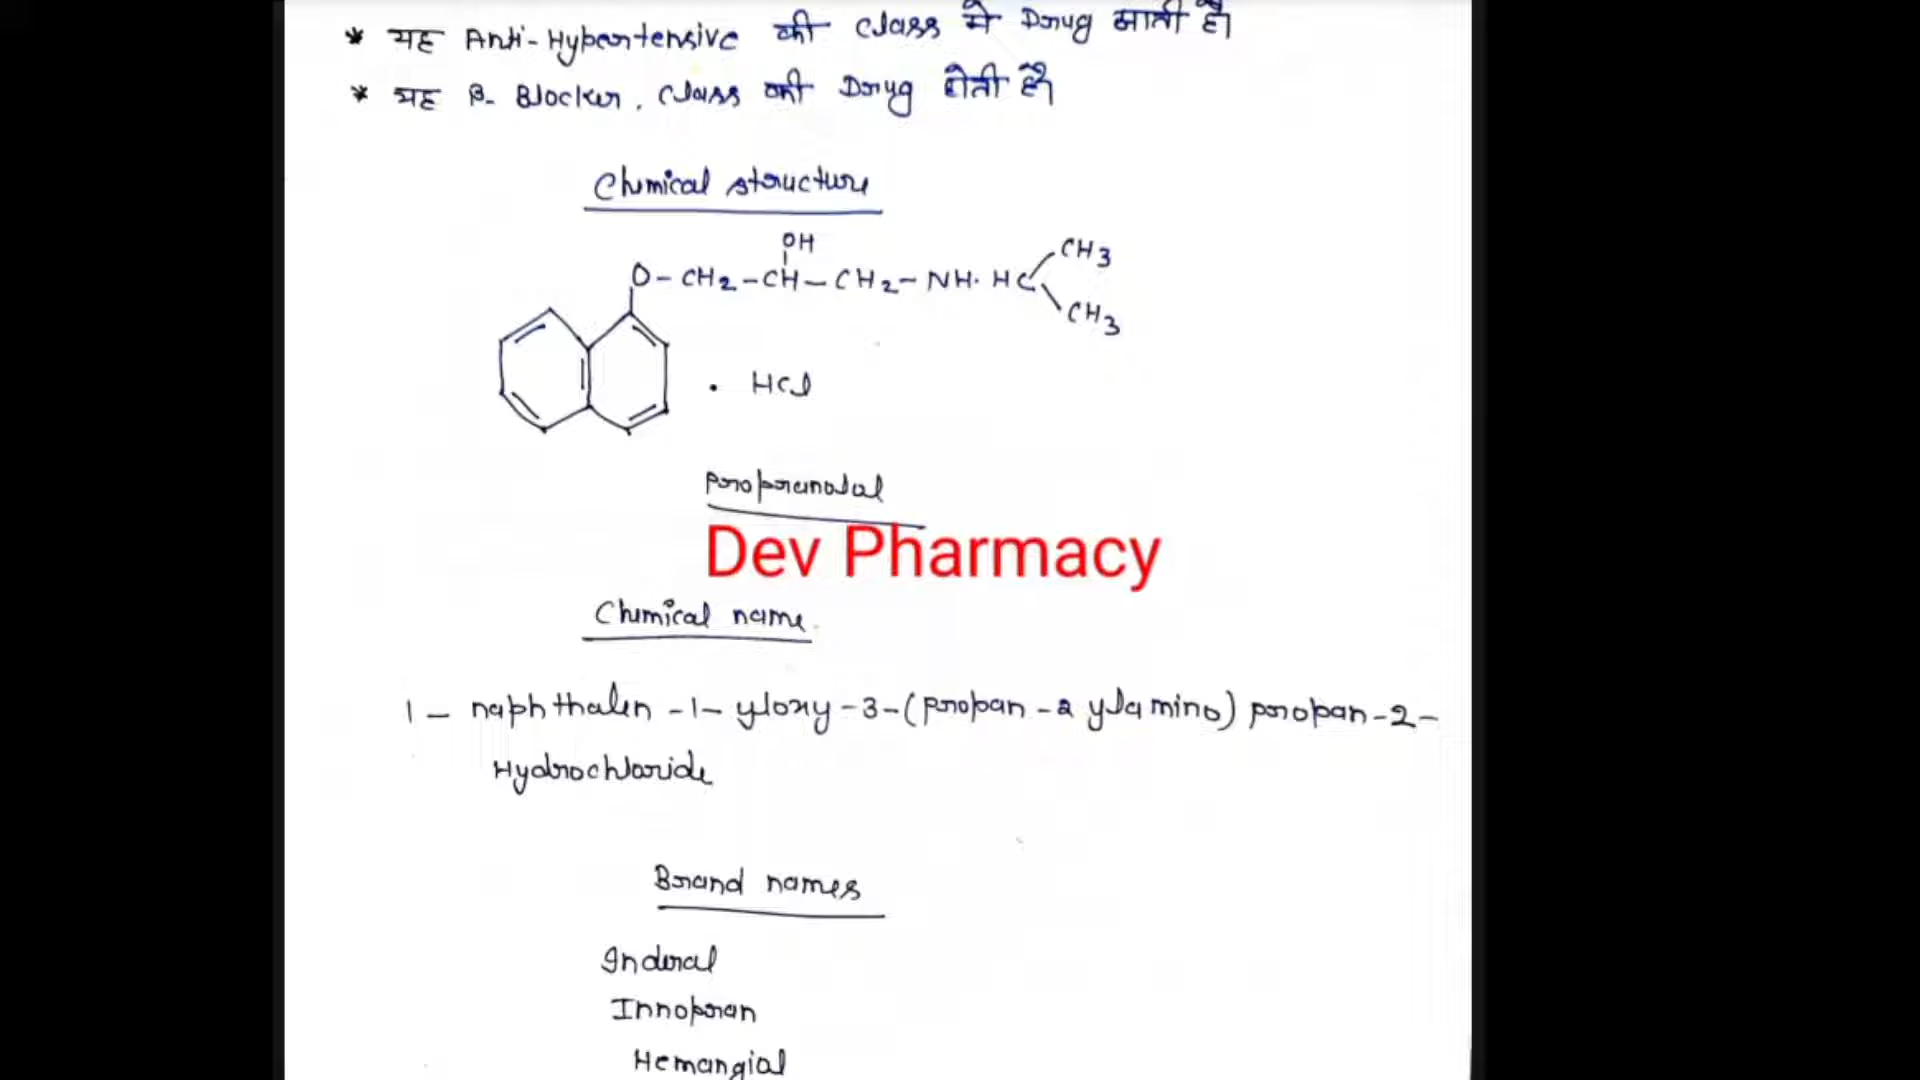 * यह Anti-Hypertensive की class मे Drug आती है।
* यह β- Blocker, class की Drug होती है।
Chemical structure
OH
O-CH2-CH-CH2-NH·HC
CH3
CH3
· HCl
Propranolal
Dev Pharmacy
Chemical name
1- naphthalen -1- yloxy -3-(propan -2 ylamino) propan -2-
Hydrochloride
Brand names
Inderal
Innopran
Hemangial